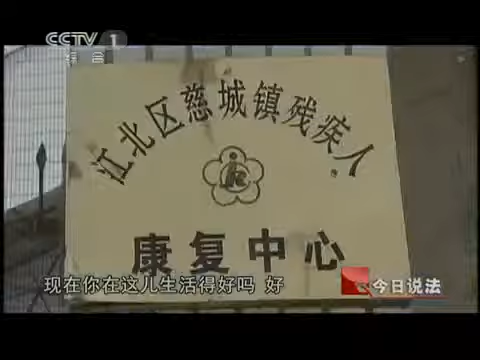 CCTV 1
综合
江北区慈城镇残疾人
康复中心
现在你在这儿生活得好吗 好
今日说法